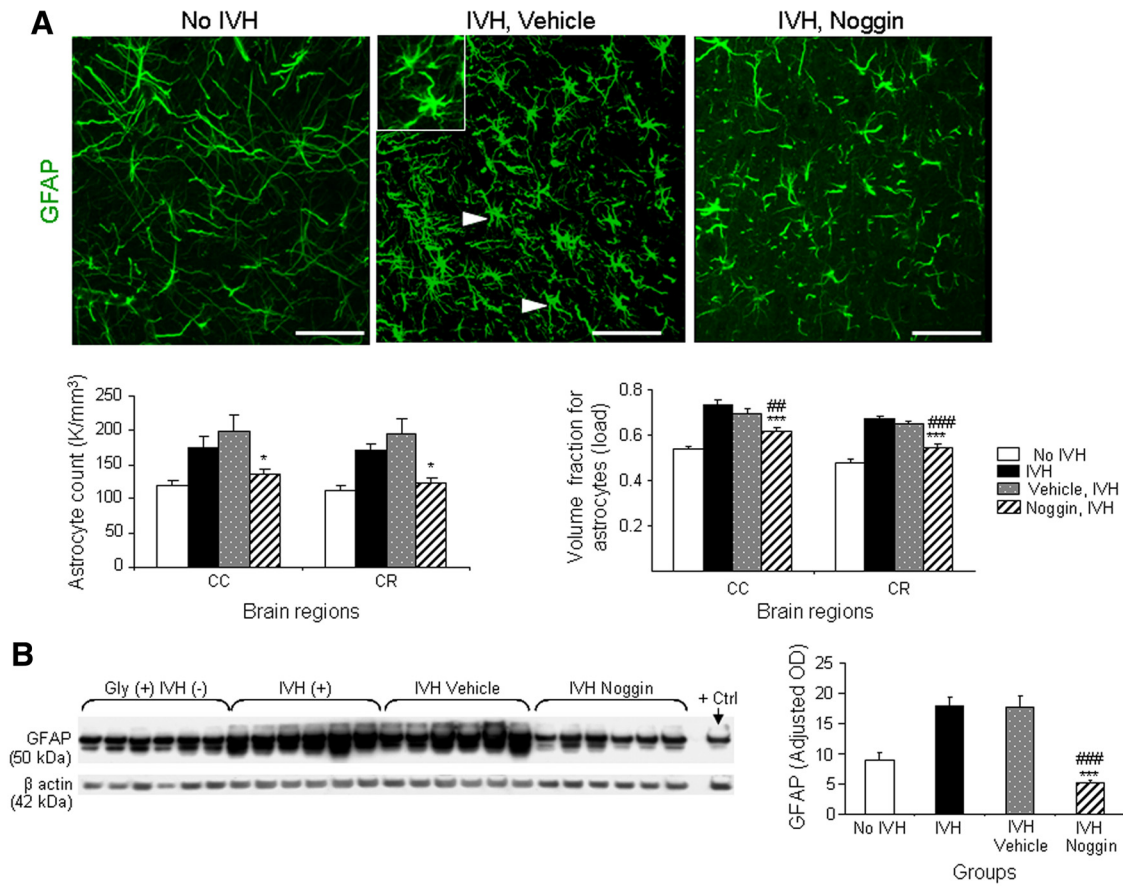 A
No IVH
IVH, Vehicle
IVH, Noggin
GFAP
Astrocyte count (K/mm³)
250
200
150
100
50
0
*
*
CC
CR
Brain regions
Volume fraction for
astrocytes (load)
0.8
0.6
0.4
0.2
##
***
###
***
CC
CR
Brain regions
No IVH
IVH
Vehicle, IVH
Noggin, IVH
B
Gly (+) IVH (-)
IVH (+)
IVH Vehicle
IVH Noggin
+ Ctrl
GFAP
(50 kDa)
β actin
(42 kDa)
GFAP (Adjusted OD)
25
20
15
10
5
0
###
***
No IVH
IVH
IVH
Vehicle
IVH
Noggin
Groups